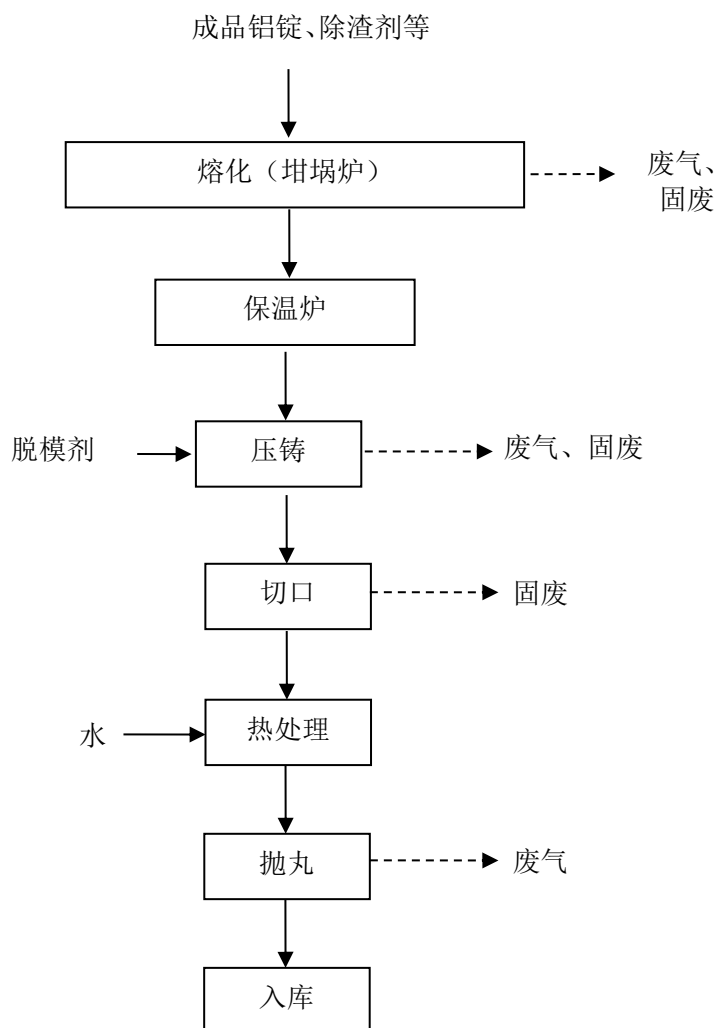 成品铝锭、除渣剂等
熔化（坩埚炉）
废气、
固废
保温炉
脱模剂
压铸
废气、固废
切口
固废
水
热处理
抛丸
废气
入库